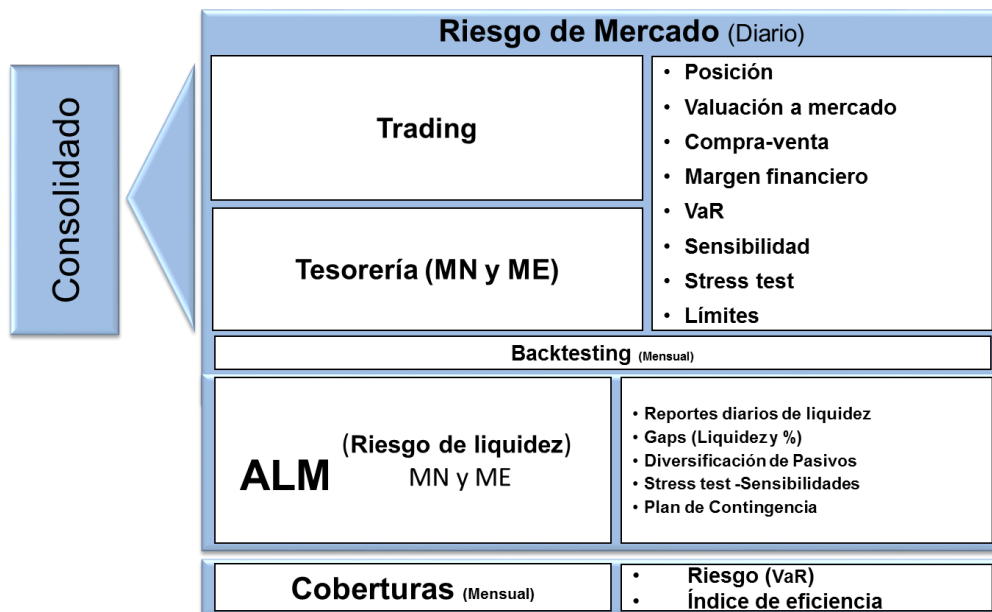 Consolidado
Riesgo de Mercado (Diario)
Trading
Tesorería (MN y ME)
• Posición
• Valuación a mercado
• Compra-venta
• Margen financiero
• VaR
• Sensibilidad
• Stress test
• Límites
Backtesting (Mensual)
ALM
(Riesgo de liquidez)
MN y ME
• Reportes diarios de liquidez
• Gaps (Liquidez y %)
• Diversificación de Pasivos
• Stress test -Sensibilidades
• Plan de Contingencia
Coberturas (Mensual)
• Riesgo (VaR)
• Índice de eficiencia